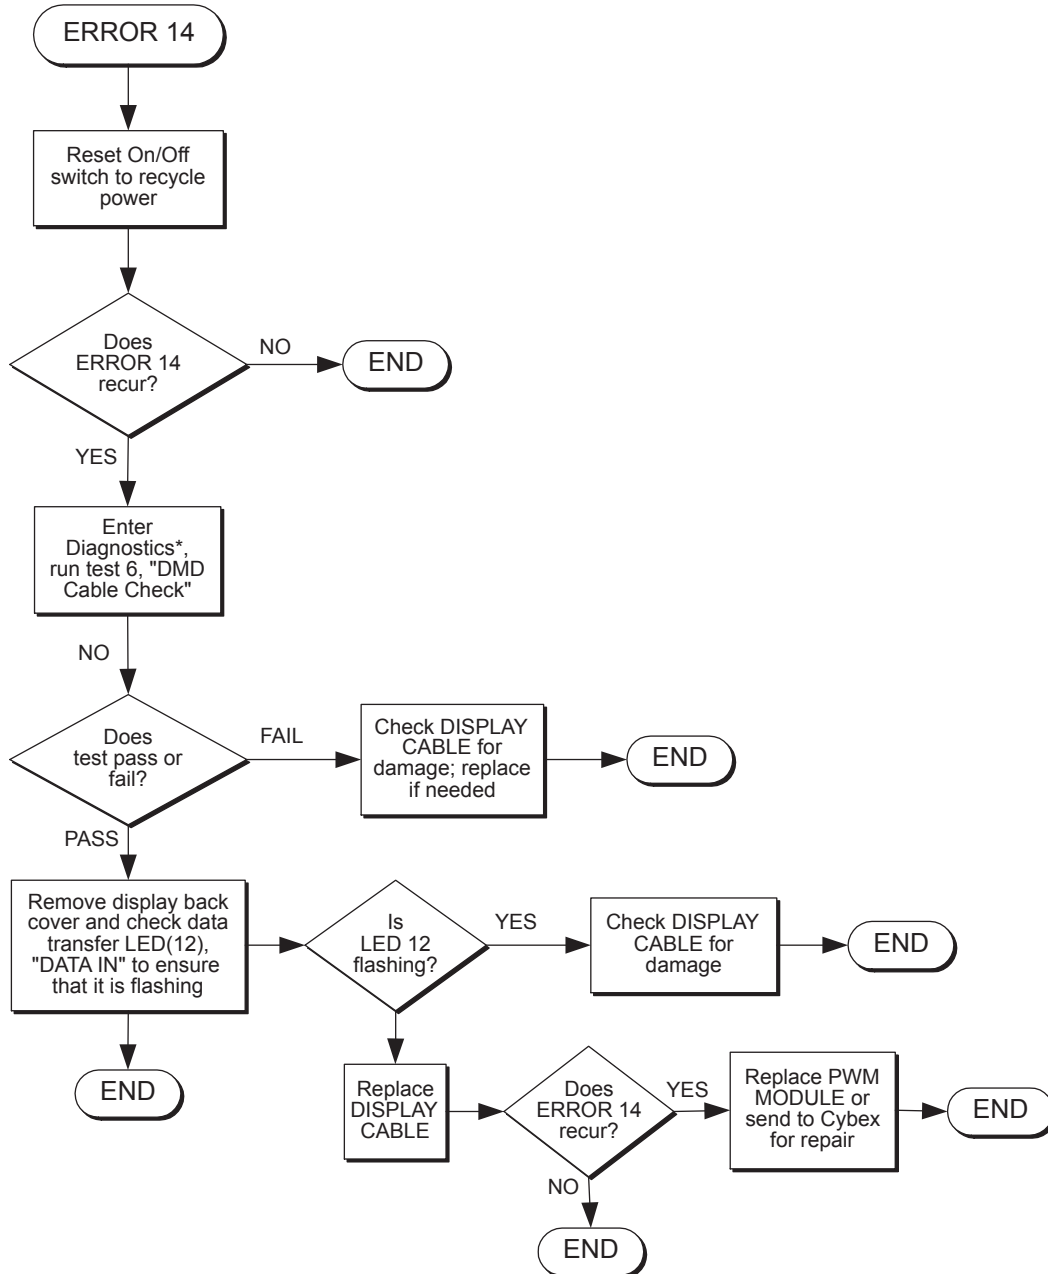 ERROR 14
Reset On/Off
switch to recycle
power
Does
ERROR 14
recur?
NO
END
YES
Enter
Diagnostics*,
run test 6, "DMD
Cable Check"
NO
Does
test pass or
fail?
FAIL
Check DISPLAY
CABLE for
damage; replace
if needed
END
PASS
Remove display back
cover and check data
transfer LED(12),
"DATA IN" to ensure
that it is flashing
END
Is
LED 12
flashing?
YES
Check DISPLAY
CABLE for
damage
END
Replace
DISPLAY
CABLE
Does
ERROR 14
recur?
YES
Replace PWM
MODULE or
send to Cybex
for repair
END
NO
END